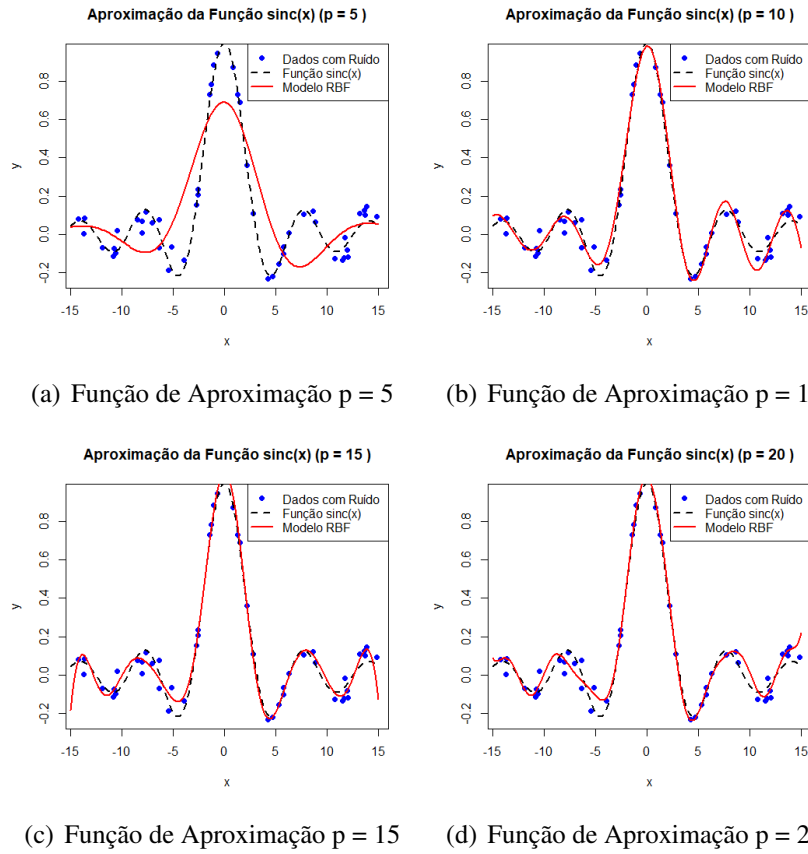 Aproximação da Função sinc(x) (p = 5 )
Dados com Ruído
Função sinc(x)
Modelo RBF
y
0.8
0.6
0.4
0.2
0.0
-0.2
-15 -10 -5 0 5 10 15
x
(a) Função de Aproximação p = 5
Aproximação da Função sinc(x) (p = 10 )
Dados com Ruído
Função sinc(x)
Modelo RBF
y
0.8
0.6
0.4
0.2
0.0
-0.2
-15 -10 -5 0 5 10 15
x
(b) Função de Aproximação p = 1
Aproximação da Função sinc(x) (p = 15 )
Dados com Ruído
Função sinc(x)
Modelo RBF
y
0.8
0.6
0.4
0.2
0.0
-0.2
-15 -10 -5 0 5 10 15
x
(c) Função de Aproximação p = 15
Aproximação da Função sinc(x) (p = 20 )
Dados com Ruído
Função sinc(x)
Modelo RBF
y
0.8
0.6
0.4
0.2
0.0
-0.2
-15 -10 -5 0 5 10 15
x
(d) Função de Aproximação p = 2